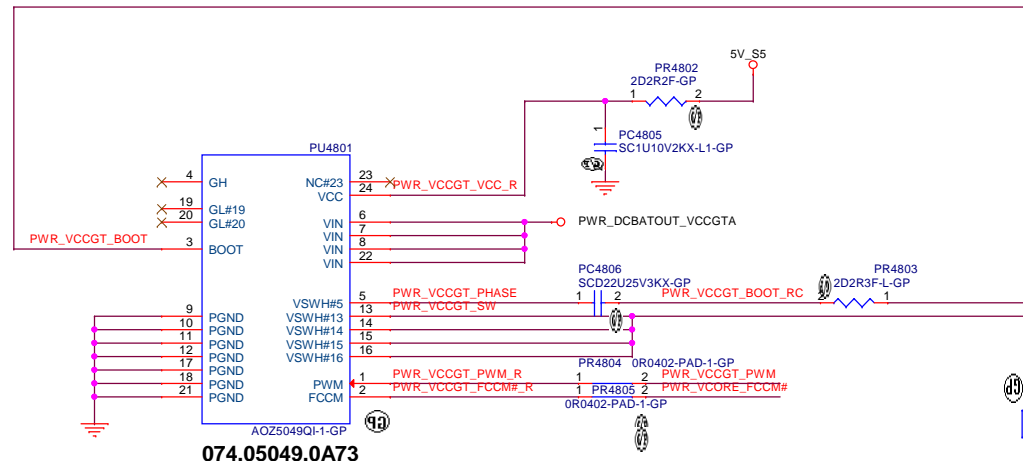 5V_S5
PR4802
2D2R2F-GP
1 2
1
PC4805
SC1U10V2KX-L1-GP
PU4801
4 GH
NC#23 23
VCC 24 PWR_VCCGT_VCC_R
19 GL#19
20 GL#20
VIN 6
PWR_DCBATOUT_VCCGTA
VIN 7
PWR_VCCGT_BOOT 3 BOOT
VIN 8
VIN 22
PC4806
SCD22U25V3KX-GP
PR4803
2D2R3F-L-GP
VSWH#5 5 PWR_VCCGT_PHASE 1 2 PWR_VCCGT_BOOT_RC 2 1
9 PGND
VSWH#13 13 PWR_VCCGT_SW
10 PGND
VSWH#14 14
11 PGND
VSWH#15 15
12 PGND
VSWH#16 16
17 PGND
PR4804 0R0402-PAD-1-GP
18 PGND
PWM 1 PWR_VCCGT_PWM_R 1 2 PWR_VCCGT_PWM
21 PGND
FCCM 2 PWR_VCCGT_FCCM#_R 1 PR4805 2 PWR_VCORE_FCCM#
0R0402-PAD-1-GP
GP
GP
AOZ5049QI-1-GP
074.05049.0A73